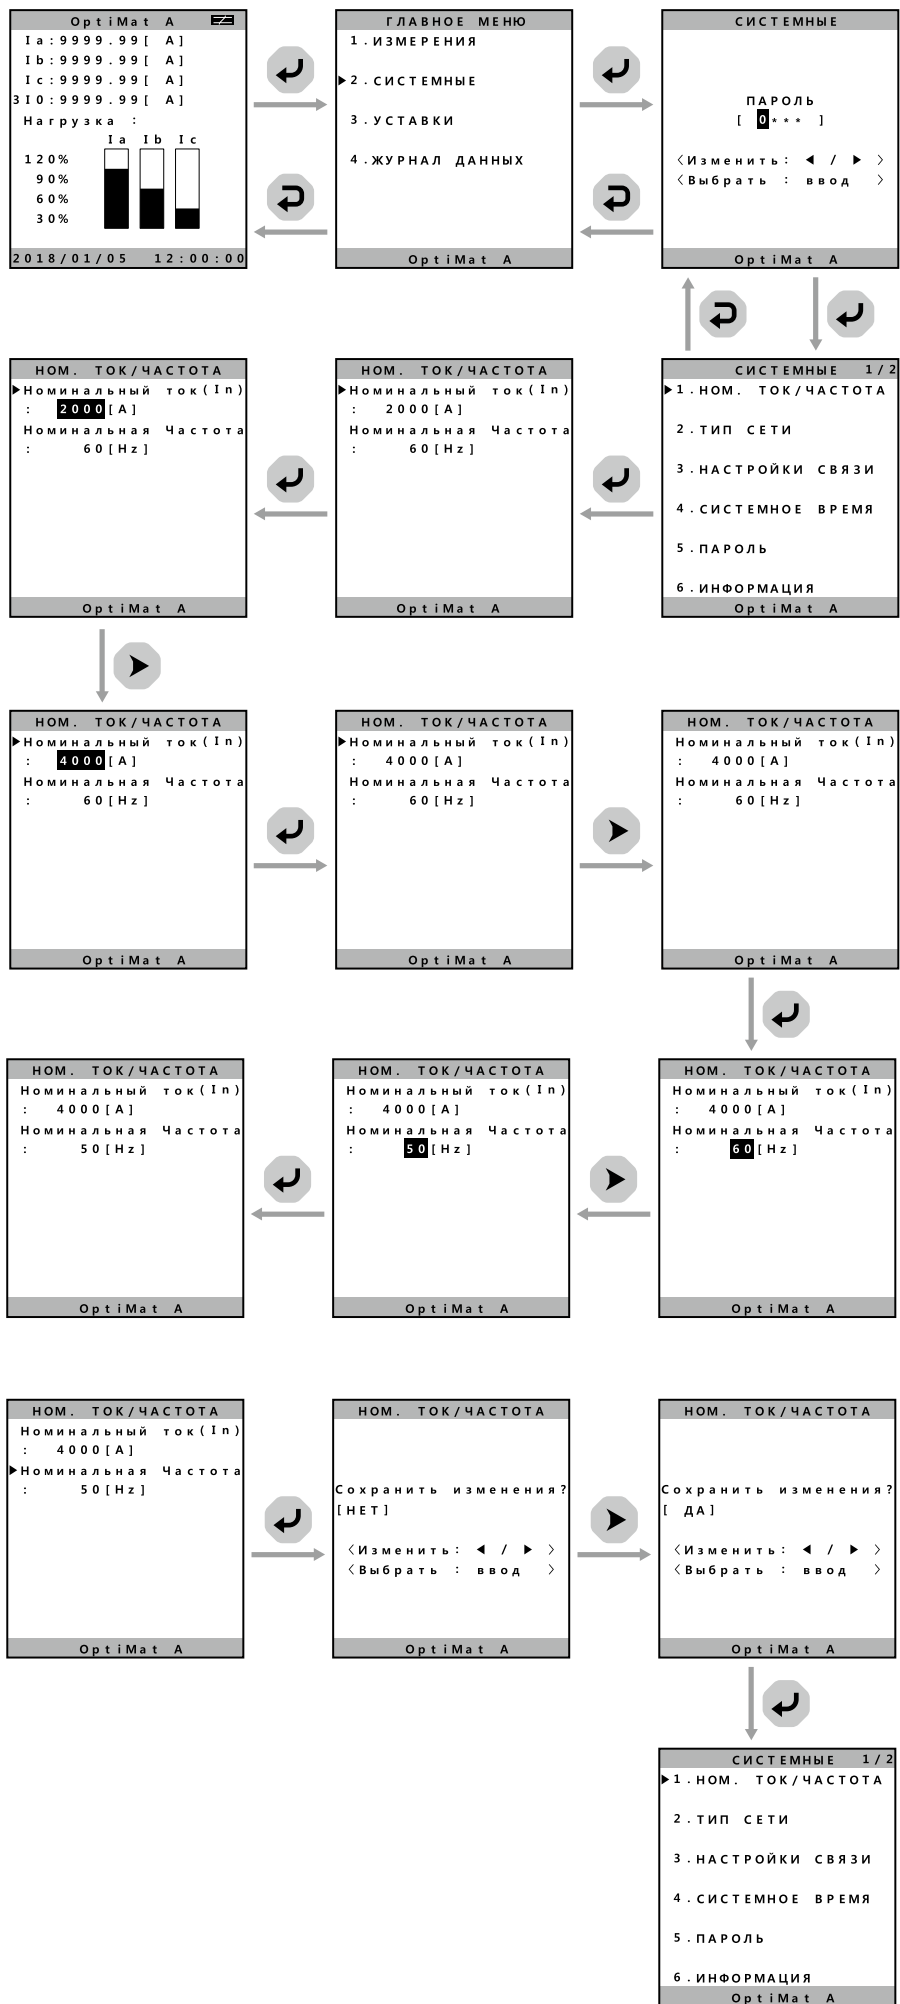 OptiMat A
Ia:9999.99[ A]
Ib:9999.99[ A]
Ic:9999.99[ A]
3I0:9999.99[ A]
Нагрузка :
Ia Ib Ic
120%
90%
60%
30%
2018/01/05 12:00:00
ГЛАВНОЕ МЕНЮ
1.ИЗМЕРЕНИЯ
▶2.СИСТЕМНЫЕ
3.УСТАВКИ
4.ЖУРНАЛ ДАННЫХ
OptiMat A
СИСТЕМНЫЕ
ПАРОЛЬ
[ 0*** ]
〈Изменить: ◀ / ▶ 〉
〈Выбрать : ввод 〉
OptiMat A
НОМ. ТОК/ЧАСТОТА
▶Номинальный ток(In)
: 2000[A]
Номинальная Частота
: 60[Hz]
OptiMat A
НОМ. ТОК/ЧАСТОТА
▶Номинальный ток(In)
: 2000[A]
Номинальная Частота
: 60[Hz]
OptiMat A
СИСТЕМНЫЕ 1/2
▶1.НОМ. ТОК/ЧАСТОТА
2.ТИП СЕТИ
3.НАСТРОЙКИ СВЯЗИ
4.СИСТЕМНОЕ ВРЕМЯ
5.ПАРОЛЬ
6.ИНФОРМАЦИЯ
OptiMat A
НОМ. ТОК/ЧАСТОТА
▶Номинальный ток(In)
: 4000[A]
Номинальная Частота
: 60[Hz]
OptiMat A
НОМ. ТОК/ЧАСТОТА
▶Номинальный ток(In)
: 4000[A]
Номинальная Частота
: 60[Hz]
OptiMat A
НОМ. ТОК/ЧАСТОТА
Номинальный ток(In)
: 4000[A]
Номинальная Частота
: 60[Hz]
OptiMat A
НОМ. ТОК/ЧАСТОТА
Номинальный ток(In)
: 4000[A]
Номинальная Частота
: 50[Hz]
OptiMat A
НОМ. ТОК/ЧАСТОТА
Номинальный ток(In)
: 4000[A]
Номинальная Частота
: 50[Hz]
OptiMat A
НОМ. ТОК/ЧАСТОТА
Номинальный ток(In)
: 4000[A]
Номинальная Частота
: 60[Hz]
OptiMat A
НОМ. ТОК/ЧАСТОТА
Номинальный ток(In)
: 4000[A]
▶Номинальная Частота
: 50[Hz]
OptiMat A
НОМ. ТОК/ЧАСТОТА
Сохранить изменения?
[НЕТ]
〈Изменить: ◀ / ▶ 〉
〈Выбрать : ввод 〉
OptiMat A
НОМ. ТОК/ЧАСТОТА
Сохранить изменения?
[ ДА]
〈Изменить: ◀ / ▶ 〉
〈Выбрать : ввод 〉
OptiMat A
СИСТЕМНЫЕ 1/2
▶1.НОМ. ТОК/ЧАСТОТА
2.ТИП СЕТИ
3.НАСТРОЙКИ СВЯЗИ
4.СИСТЕМНОЕ ВРЕМЯ
5.ПАРОЛЬ
6.ИНФОРМАЦИЯ
OptiMat A